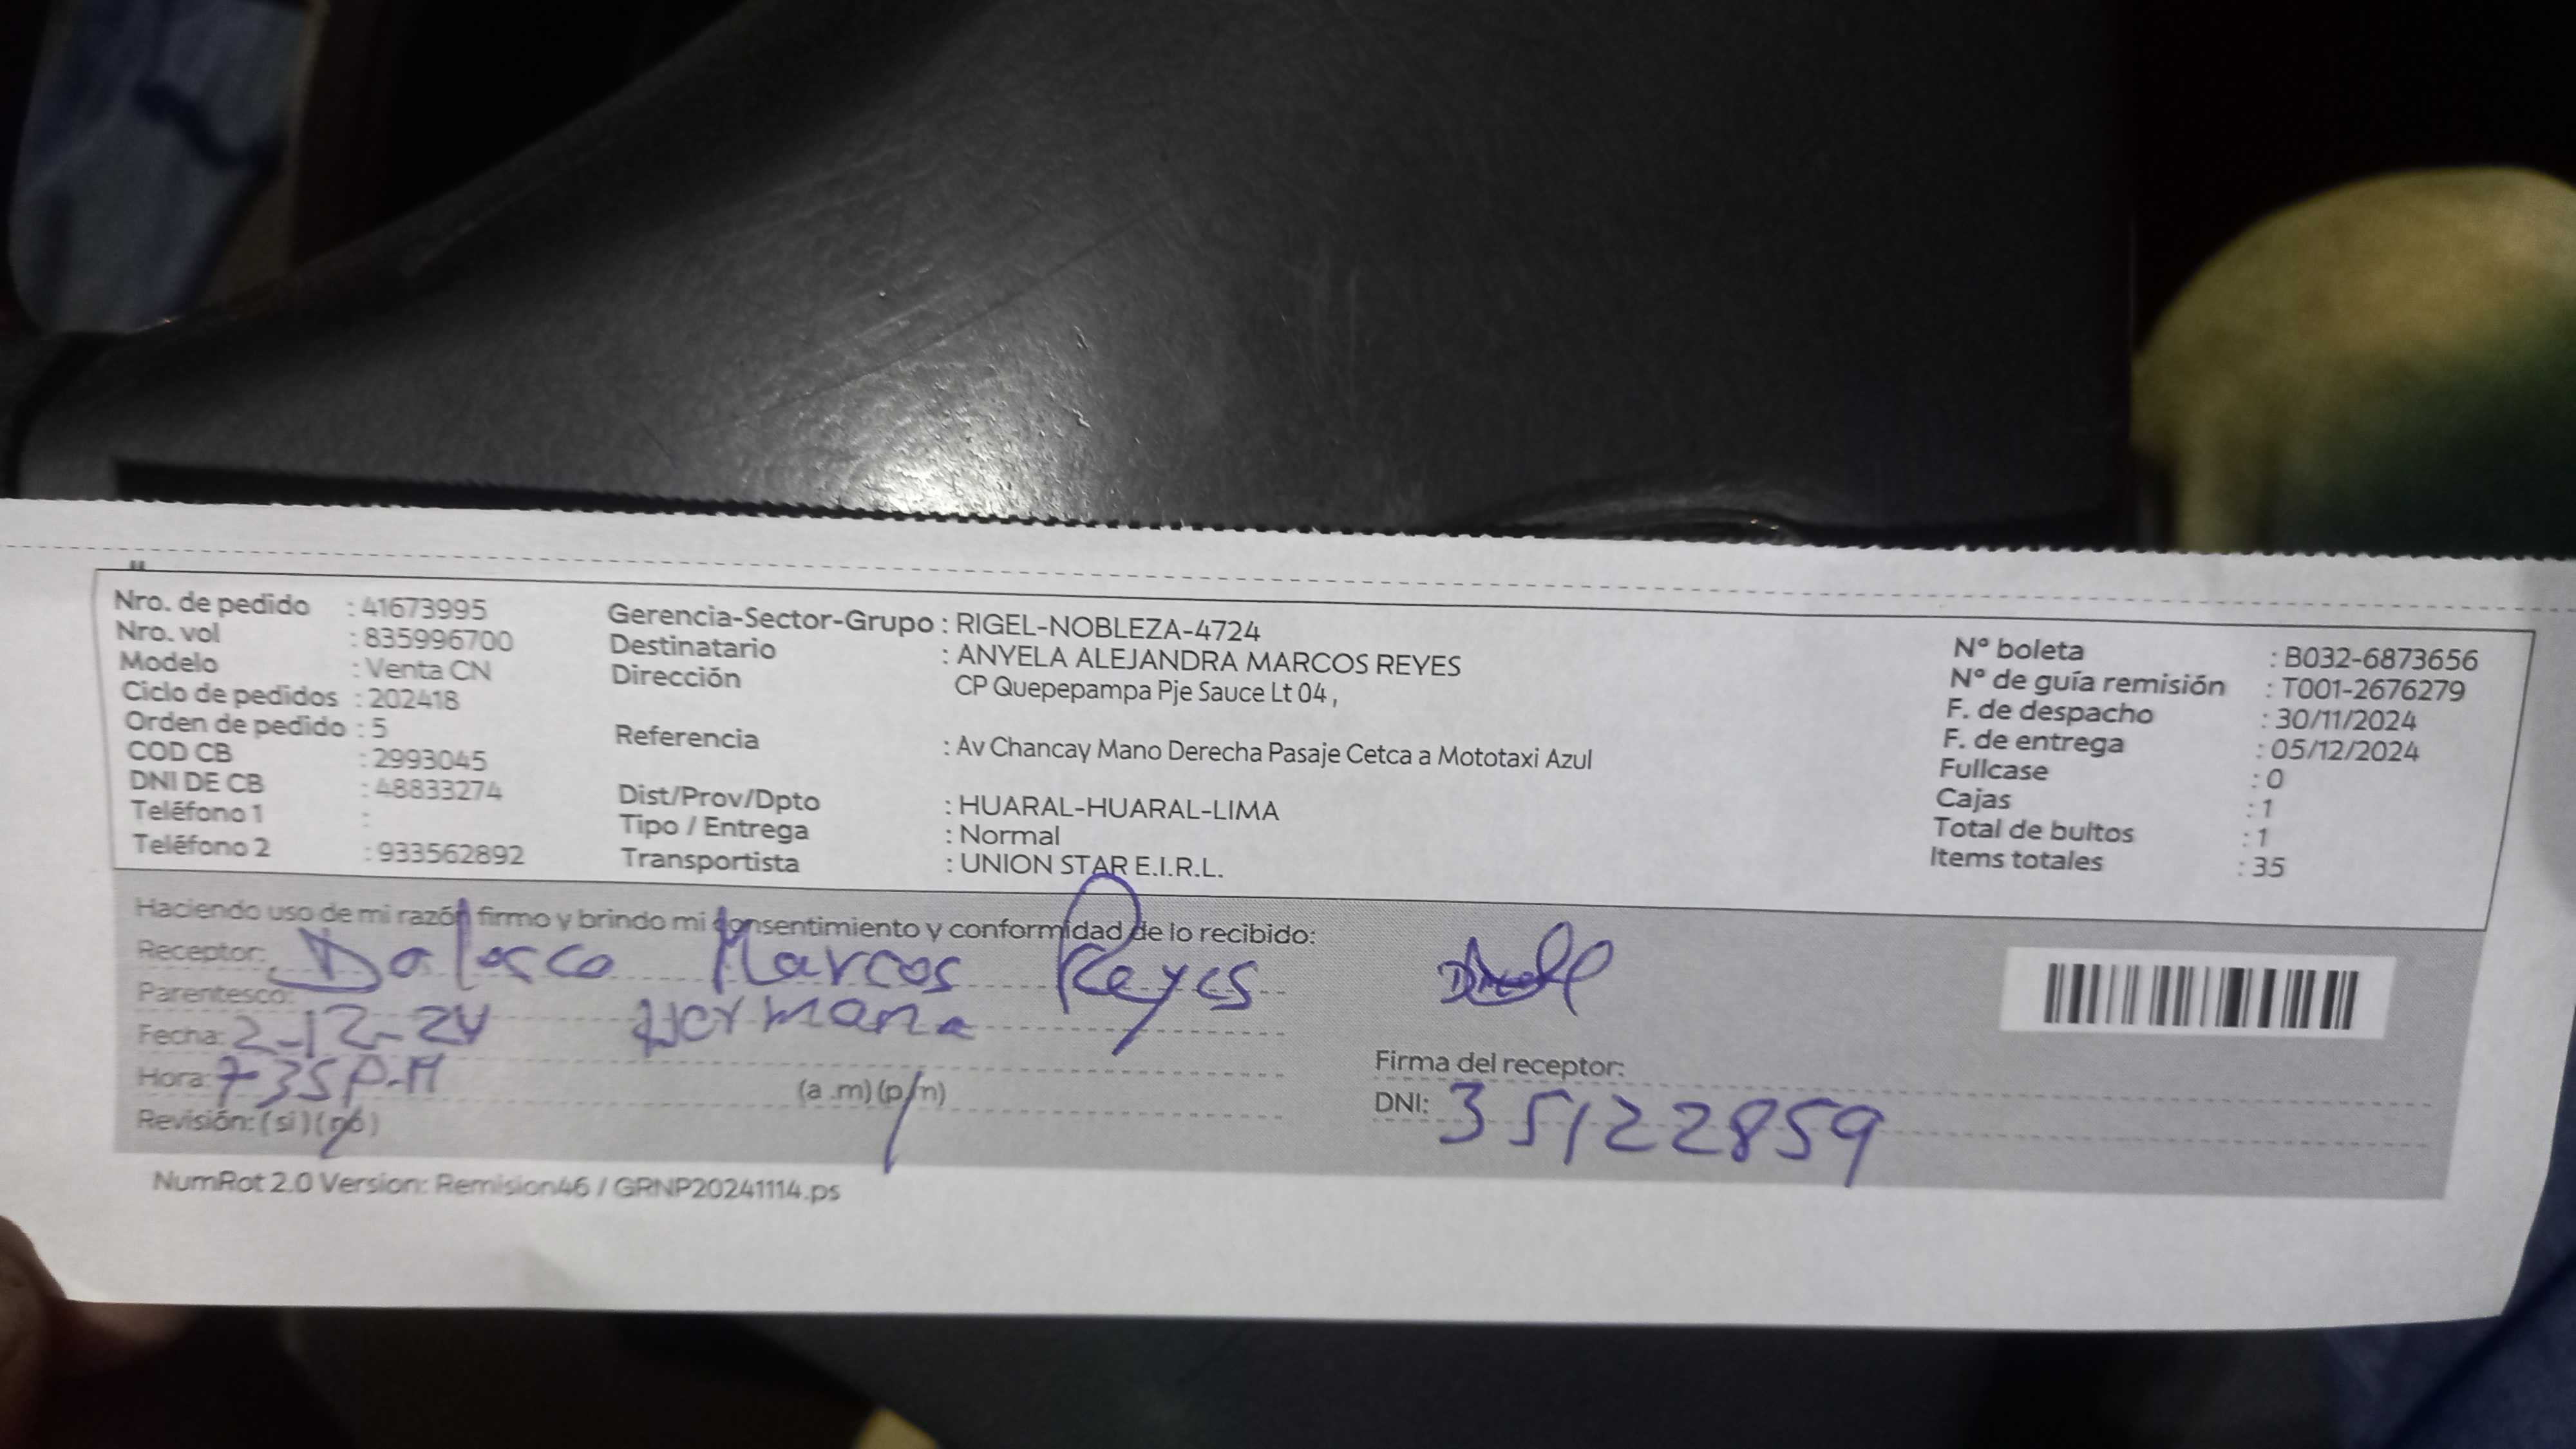 Nro. de pedido : 41673995
Nro. vol : 835996700
Modelo : Venta CN
Ciclo de pedidos : 202418
Orden de pedido : 5
COD CB : 2993045
DNI DE CB : 48833274
Teléfono 1 :
Teléfono 2 : 933562892
Gerencia-Sector-Grupo : RIGEL-NOBLEZA-4724
Destinatario : ANYELA ALEJANDRA MARCOS REYES
Dirección CP Quepepampa Pje Sauce Lt 04 ,
Referencia : Av Chancay Mano Derecha Pasaje Cetca a Mototaxi Azul
Dist/Prov/Dpto : HUARAL-HUARAL-LIMA
Tipo / Entrega : Normal
Transportista : UNION STAR E.I.R.L.
N° boleta : B032-6873656
N° de guía remisión : T001-2676279
F. de despacho : 30/11/2024
F. de entrega : 05/12/2024
Fullcase : 0
Cajas : 1
Total de bultos : 1
Items totales : 35
Haciendo uso de mi razón firmo y brindo mi consentimiento y conformidad de lo recibido:
Receptor: Marcos Reyes
Parentesco: Hermana
Fecha: 2-12-24
Hora: 7 35 P.M (a .m) (p/m)
Revisión: ( si ) ( no )
Firma del receptor:
DNI: 35122859
NumRot 2.0 Version: Remision46 / GRNP20241114.ps